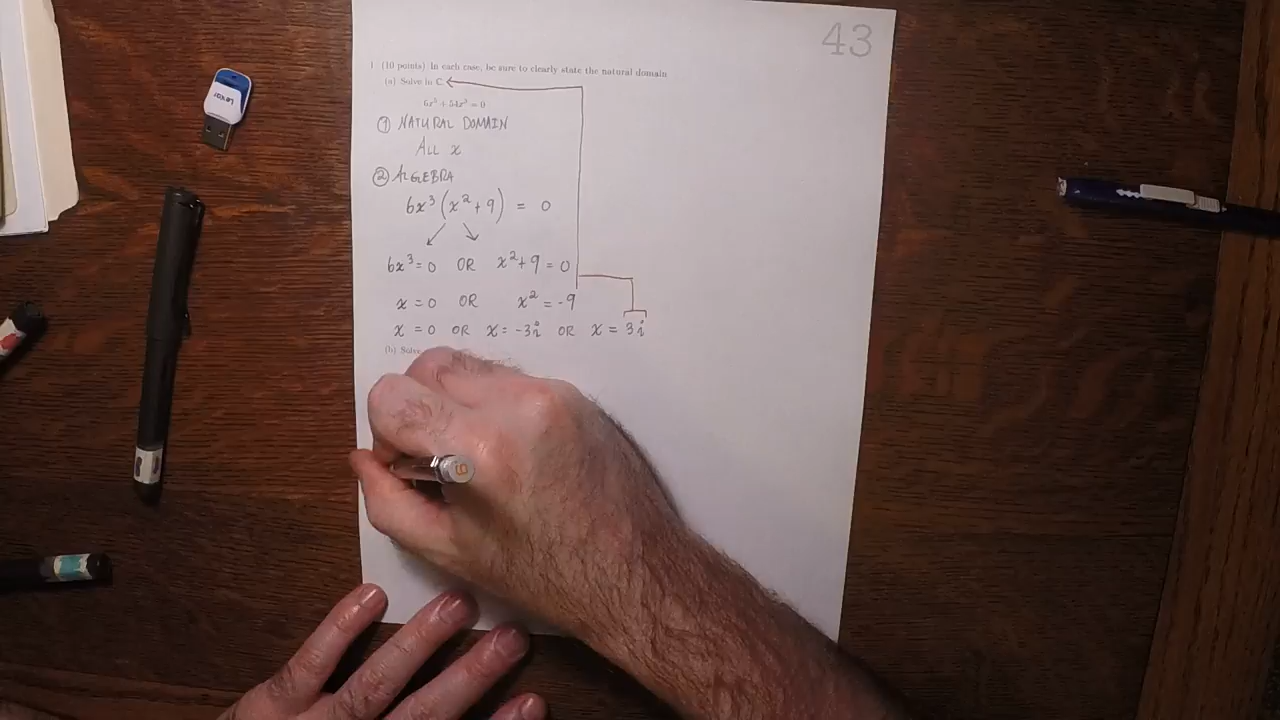 43
1 (10 points) In each case, be sure to clearly state the natural domain
(a) Solve in C.
6x⁵ + 54x³ = 0
① NATURAL DOMAIN
ALL x
② ALGEBRA
6x³(x² + 9) = 0
6x³ = 0 OR x² + 9 = 0
x = 0 OR x² = -9
x = 0 OR x = -3i OR x = 3i
(b) Solve